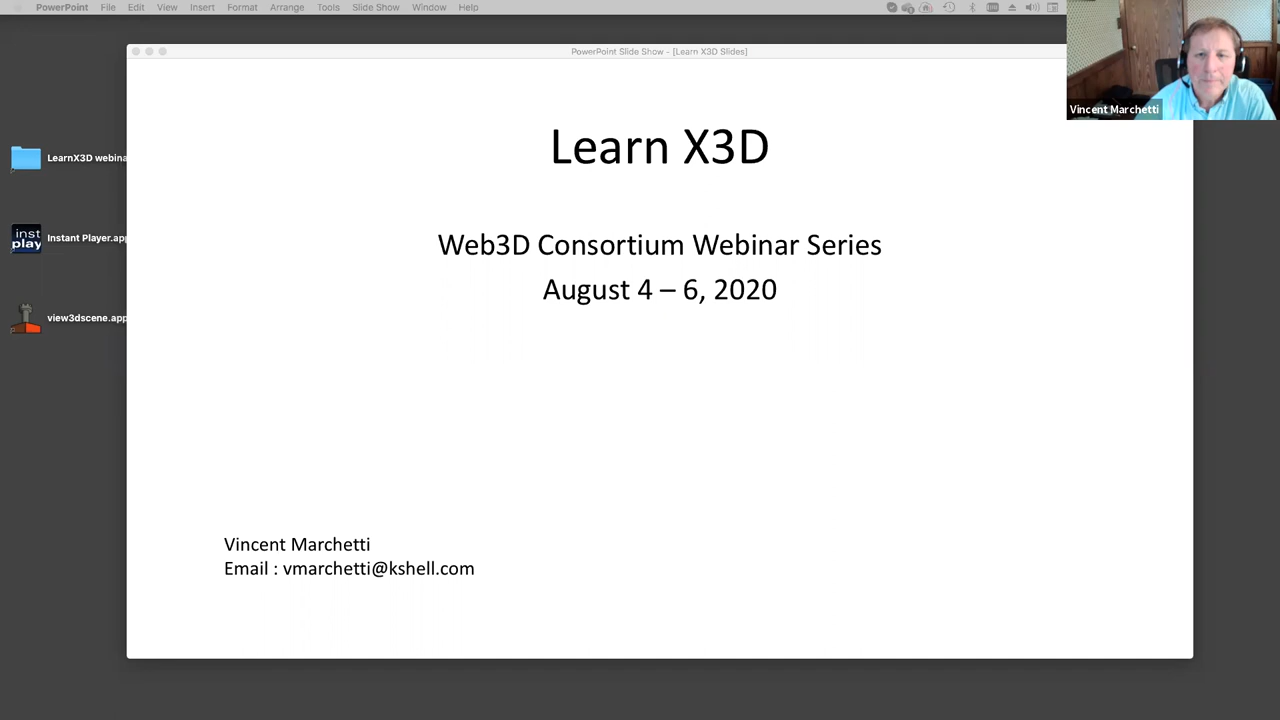 PowerPoint File Edit View Insert Format Arrange Tools Slide Show Window Help
PowerPoint Slide Show - [Learn X3D Slides]
Vincent Marchetti
Learn X3D
LearnX3D webina
Web3D Consortium Webinar Series
inst
play
Instant Player.app
August 4 – 6, 2020
view3dscene.app
Vincent Marchetti
Email : vmarchetti@kshell.com